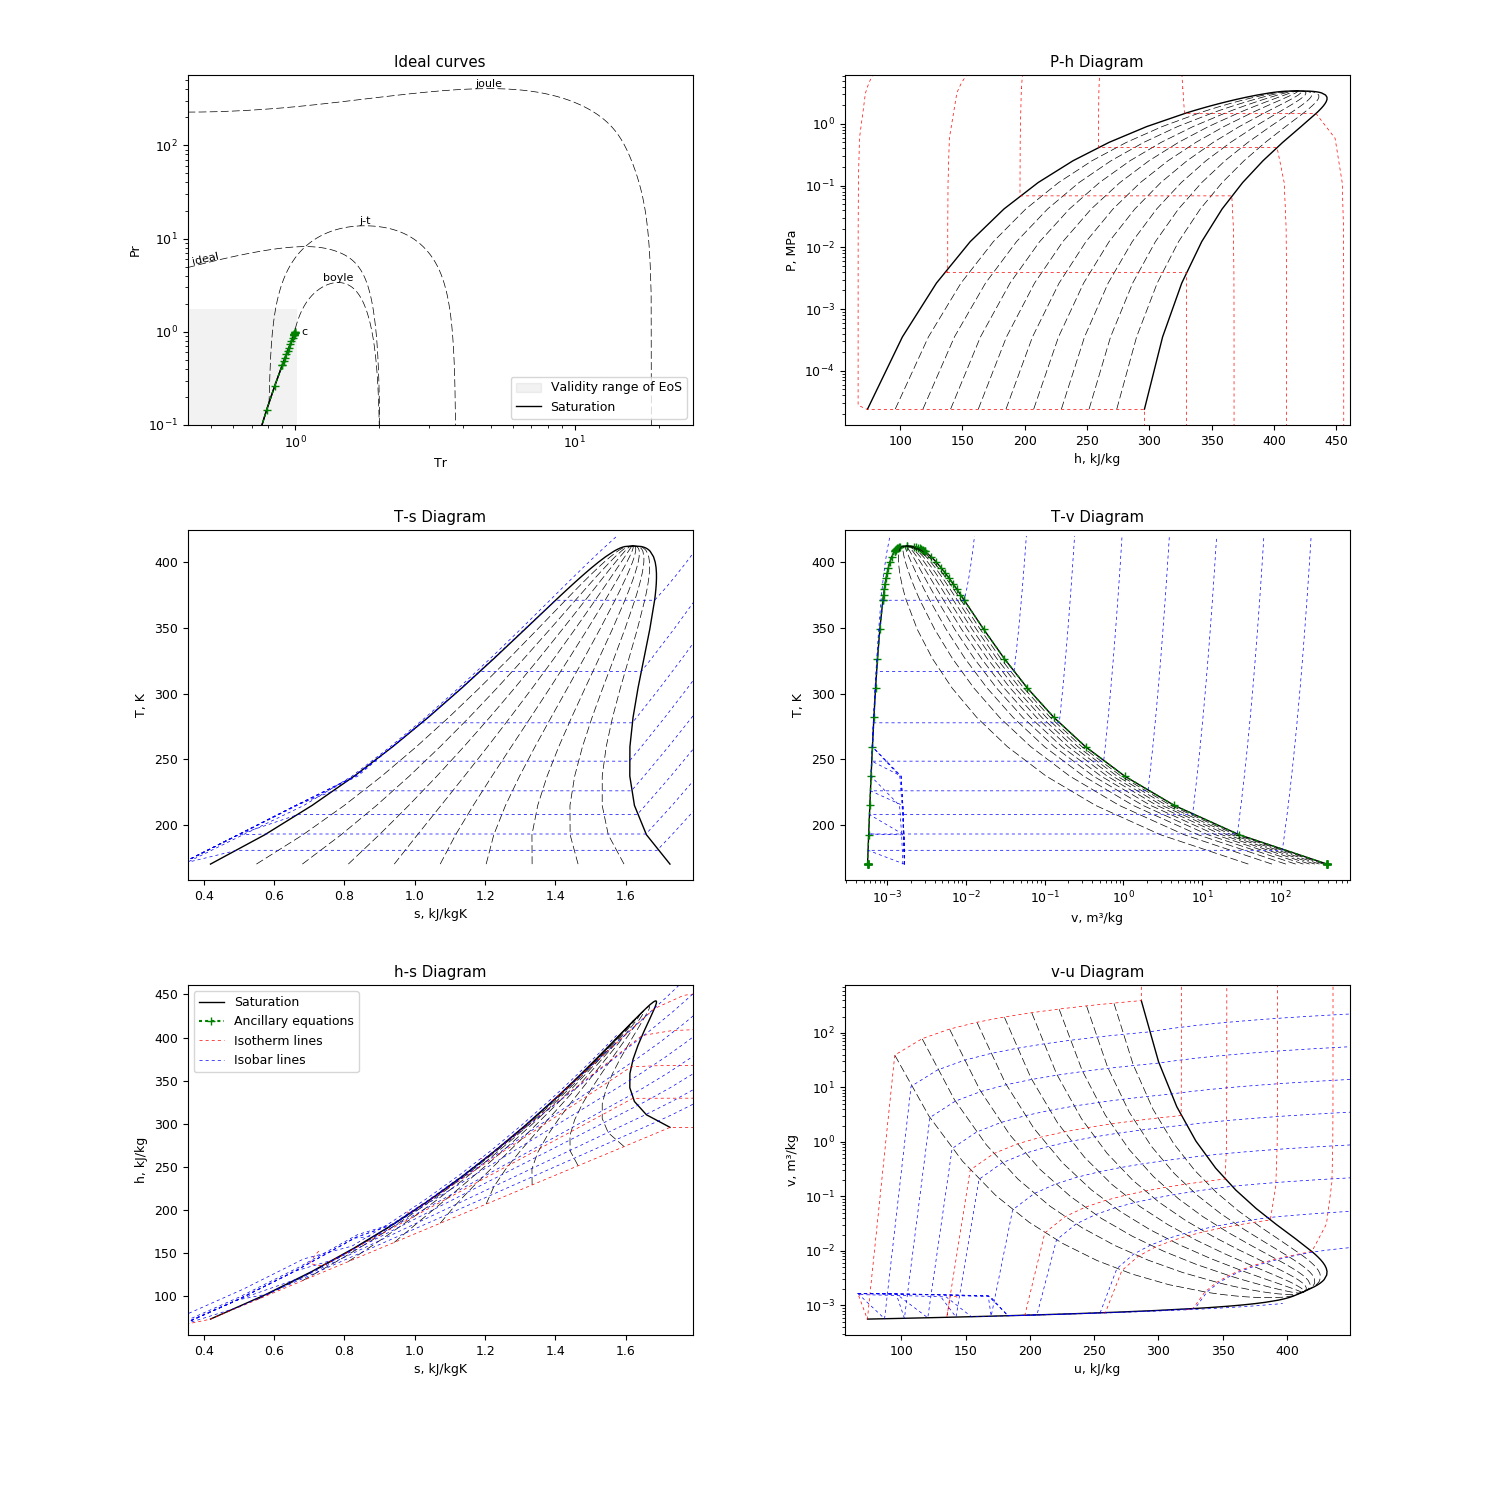 Ideal curves
joule
j-t
ideal
boyle
c
Validity range of EoS
Saturation
10² 10¹ 10⁰ 10⁻¹
Pr
10⁰ 10¹
Tr
P-h Diagram
10⁰ 10⁻¹ 10⁻² 10⁻³ 10⁻⁴
P, MPa
100 150 200 250 300 350 400 450
h, kJ/kg
T-s Diagram
400 350 300 250 200
T, K
0.4 0.6 0.8 1.0 1.2 1.4 1.6
s, kJ/kgK
T-v Diagram
400 350 300 250 200
T, K
10⁻³ 10⁻² 10⁻¹ 10⁰ 10¹ 10²
v, m³/kg
h-s Diagram
Saturation
Ancillary equations
Isotherm lines
Isobar lines
450 400 350 300 250 200 150 100
h, kJ/kg
0.4 0.6 0.8 1.0 1.2 1.4 1.6
s, kJ/kgK
v-u Diagram
10² 10¹ 10⁰ 10⁻¹ 10⁻² 10⁻³
v, m³/kg
100 150 200 250 300 350 400
u, kJ/kg